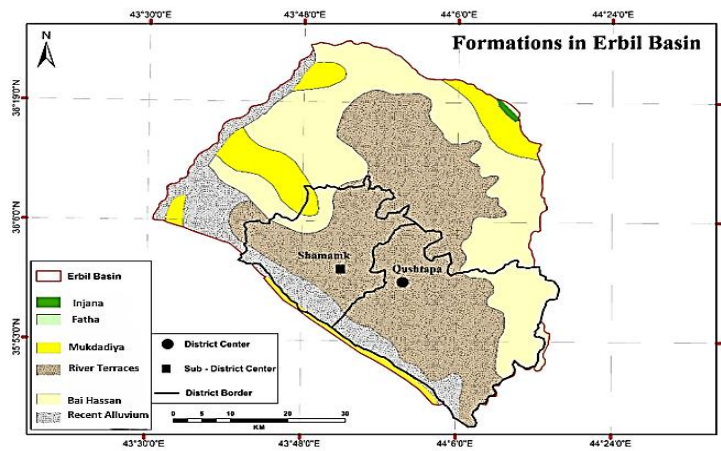 43°30'0"E 43°48'0"E 44°6'0"E 44°24'0"E
Formations in Erbil Basin
N
36°19'0"N
36°6'0"N
35°53'0"N
Shamamk
Qushtapa
Erbil Basin
Injana
Fatha
Mukdadiya
River Terraces
Bai Hassan
Recent Alluvium
District Center
Sub - District Center
District Border
0 5 10 20 30
KM
43°30'0"E 43°48'0"E 44°6'0"E 44°24'0"E